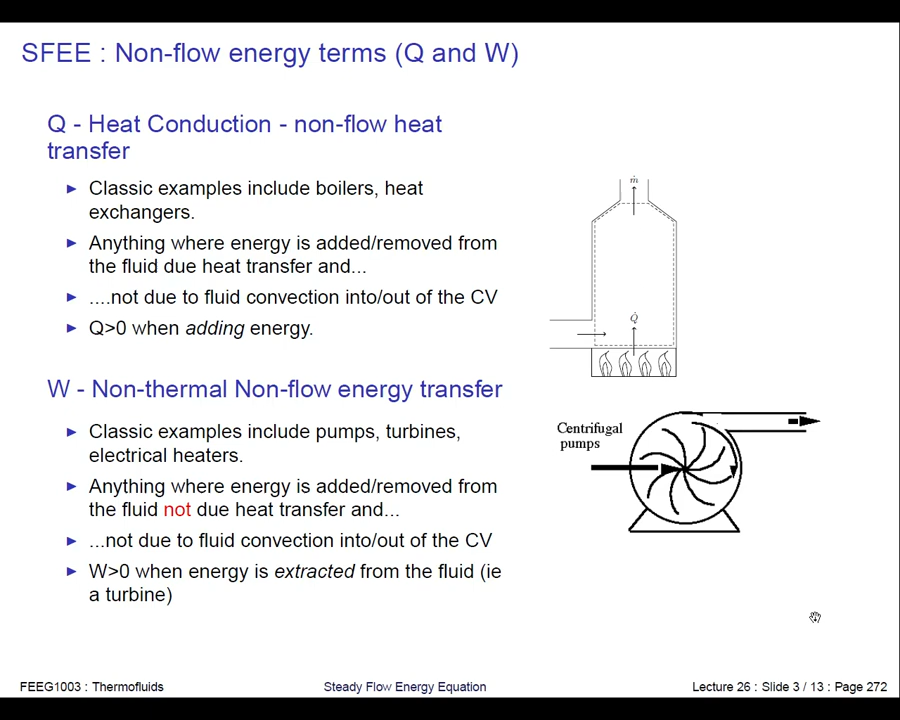 SFEE : Non-flow energy terms (Q and W)
Q - Heat Conduction - non-flow heat
transfer
► Classic examples include boilers, heat
exchangers.
► Anything where energy is added/removed from
the fluid due heat transfer and...
► ....not due to fluid convection into/out of the CV
► Q>0 when adding energy.
ṁ
Q̇
W - Non-thermal Non-flow energy transfer
► Classic examples include pumps, turbines,
electrical heaters.
► Anything where energy is added/removed from
the fluid not due heat transfer and...
► ...not due to fluid convection into/out of the CV
► W>0 when energy is extracted from the fluid (ie
a turbine)
Centrifugal
pumps
FEEG1003 : Thermofluids
Steady Flow Energy Equation
Lecture 26 : Slide 3 / 13 : Page 272